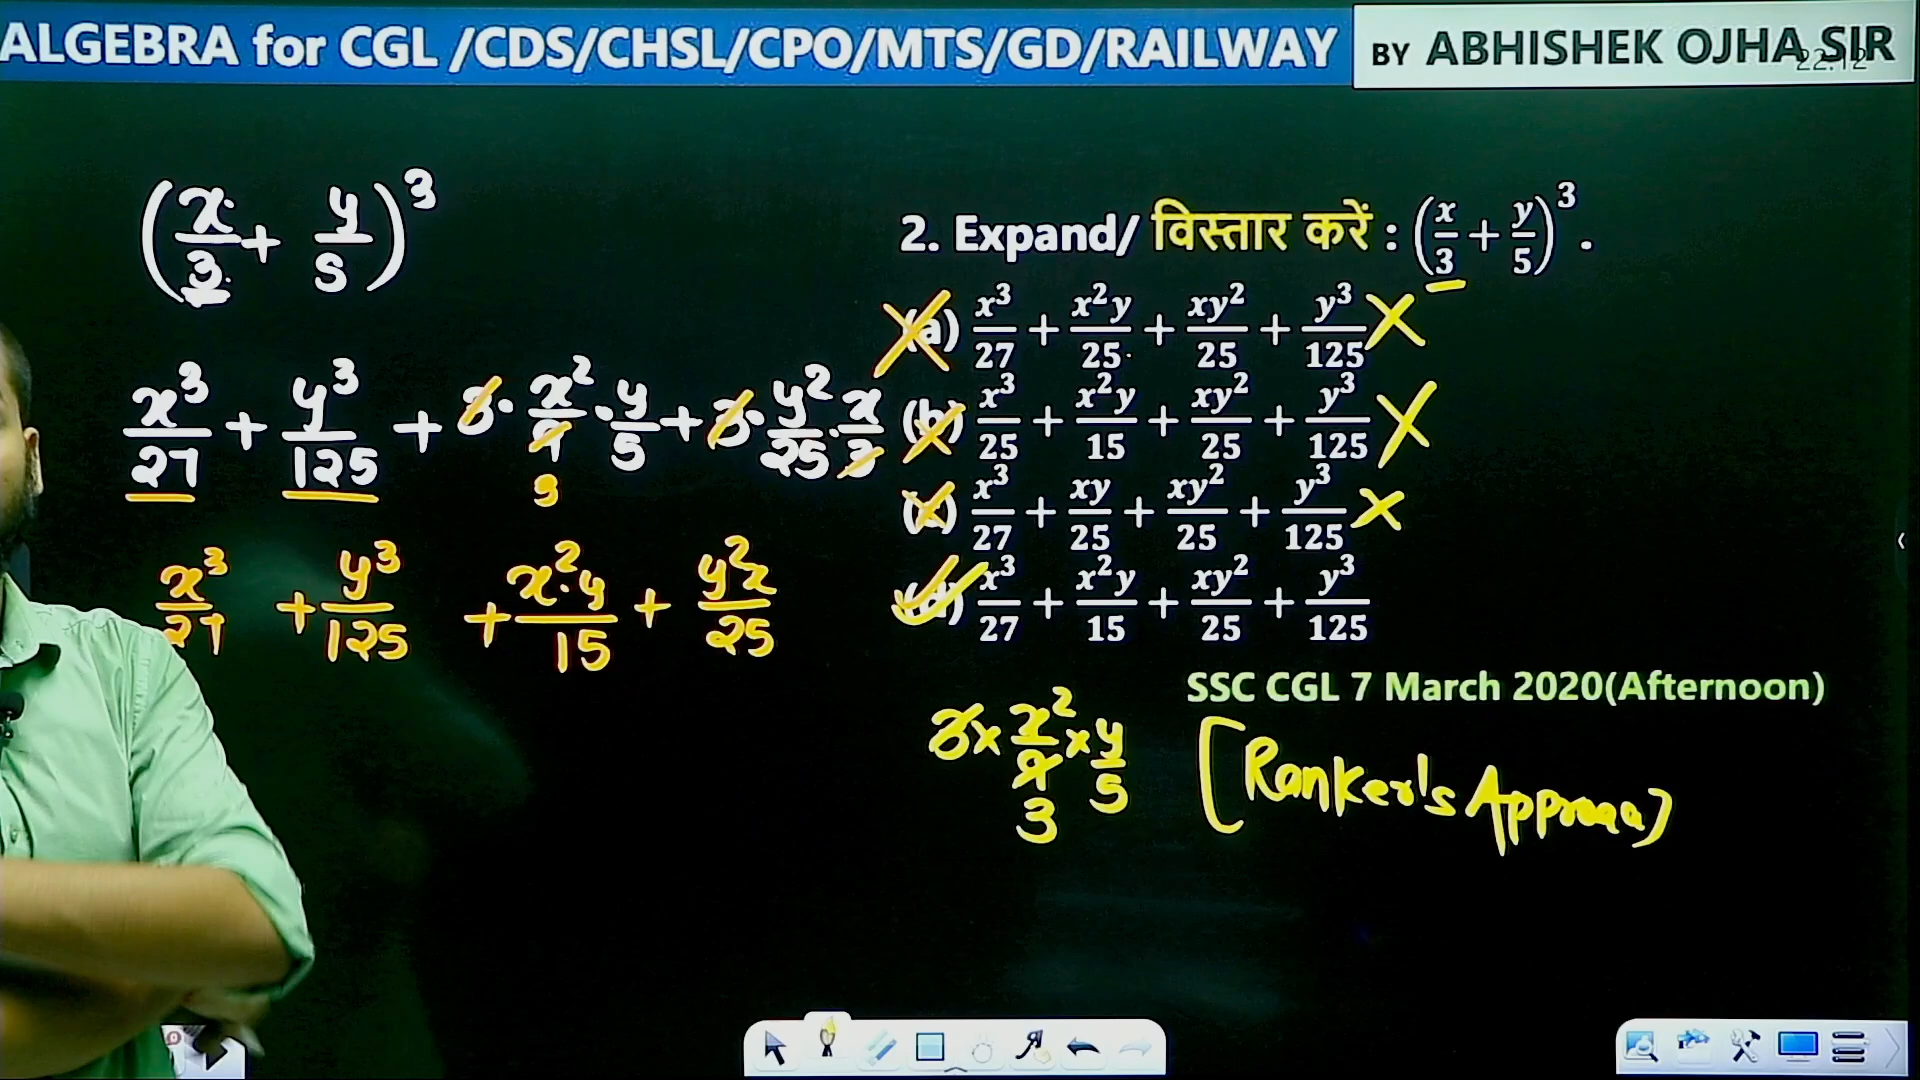 ALGEBRA for CGL /CDS/CHSL/CPO/MTS/GD/RAILWAY BY ABHISHEK OJHA SIR
22:12
(x/3 + y/5)³
x³/27 + y³/125 + 3·x²/9·y/5 + 3·y²/25·x/3
3
x³/27 + y³/125 + x²·y/15 + y²x/25
2. Expand/ विस्तार करें : (x/3 + y/5)³.
(a) x³/27 + x²y/25 + xy²/25 + y³/125
(b) x³/25 + x²y/15 + xy²/25 + y³/125
(c) x³/27 + xy/25 + xy²/25 + y³/125
(d) x³/27 + x²y/15 + xy²/25 + y³/125
SSC CGL 7 March 2020(Afternoon)
3×x²/9×y/5
3
[Ranker's